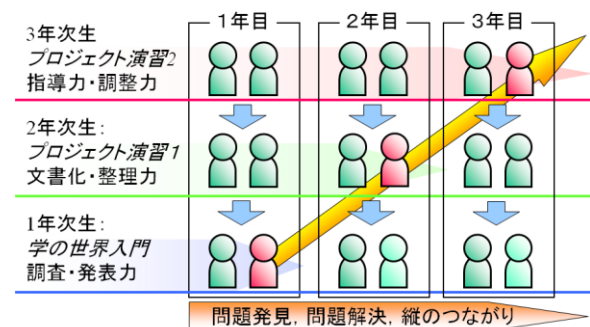 1年目
2年目
3年目
3年次生
プロジェクト演習2
指導力・調整力
2年次生:
プロジェクト演習1
文書化・整理力
1年次生:
学の世界入門
調査・発表力
問題発見, 問題解決, 縦のつながり